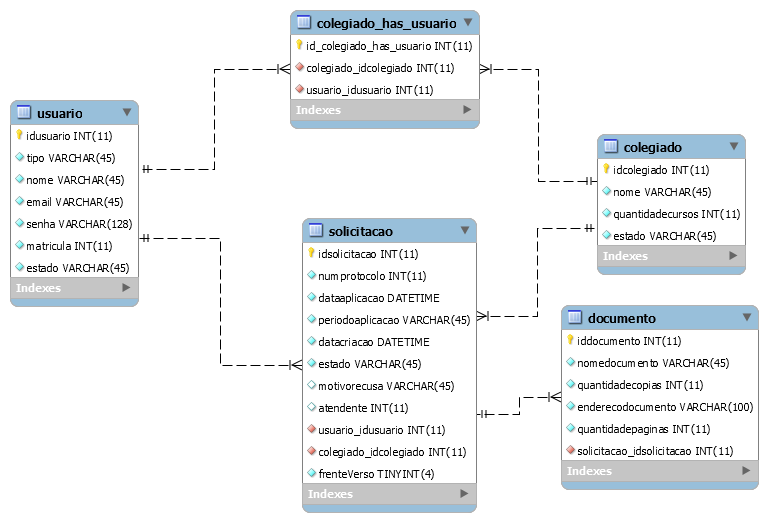 colegiado_has_usuario
id_colegiado_has_usuario INT(11)
colegiado_idcolegiado INT(11)
usuario_idusuario INT(11)
Indexes
usuario
idusuario INT(11)
tipo VARCHAR(45)
nome VARCHAR(45)
email VARCHAR(45)
senha VARCHAR(128)
matricula INT(11)
estado VARCHAR(45)
Indexes
colegiado
idcolegiado INT(11)
nome VARCHAR(45)
quantidadecursos INT(11)
estado VARCHAR(45)
Indexes
solicitacao
idsolicitacao INT(11)
numprotocolo INT(11)
dataaplicacao DATETIME
periodoaplicacao VARCHAR(45)
datacriacao DATETIME
estado VARCHAR(45)
motivorecusa VARCHAR(45)
atendente INT(11)
usuario_idusuario INT(11)
colegiado_idcolegiado INT(11)
frenteVerso TINYINT(4)
Indexes
documento
iddocumento INT(11)
nomedocumento VARCHAR(45)
quantidadecopias INT(11)
enderecodocumento VARCHAR(100)
quantidadepaginas INT(11)
solicitacao_idsolicitacao INT(11)
Indexes